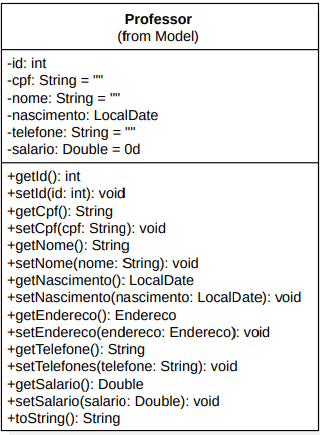 Professor
(from Model)
-id: int
-cpf: String = ""
-nome: String = ""
-nascimento: LocalDate
-telefone: String = ""
-salario: Double = 0d
+getId(): int
+setId(id: int): void
+getCpf(): String
+setCpf(cpf: String): void
+getNome(): String
+setNome(nome: String): void
+getNascimento(): LocalDate
+setNascimento(nascimento: LocalDate): void
+getEndereco(): Endereco
+setEndereco(endereco: Endereco): void
+getTelefone(): String
+setTelefones(telefone: String): void
+getSalario(): Double
+setSalario(salario: Double): void
+toString(): String